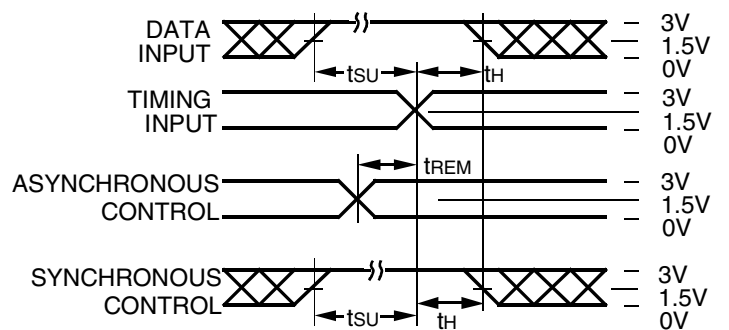 DATA
INPUT
3V
1.5V
0V
tSU
tH
TIMING
INPUT
3V
1.5V
0V
tREM
ASYNCHRONOUS
CONTROL
3V
1.5V
0V
SYNCHRONOUS
CONTROL
3V
1.5V
0V
tSU
tH